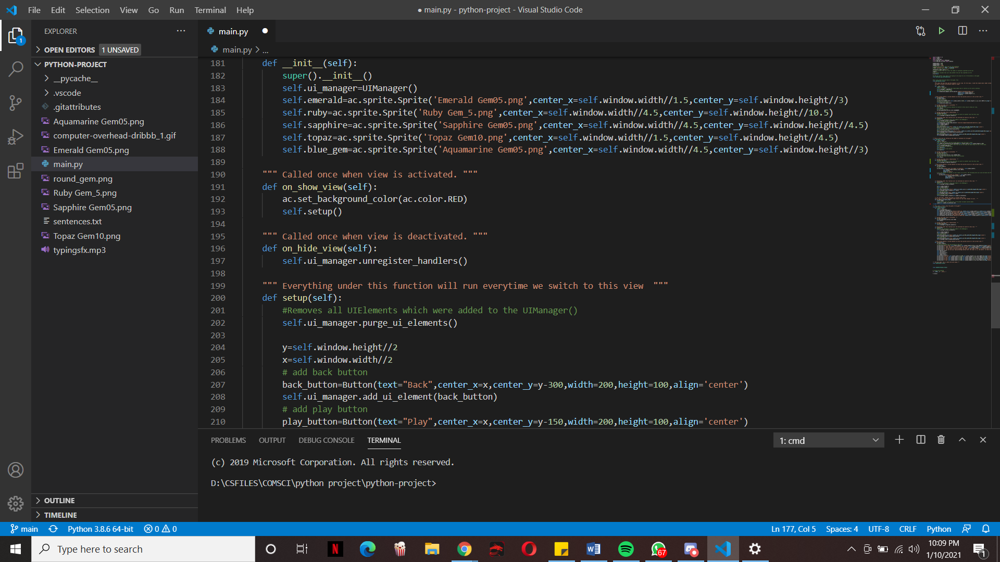 File Edit Selection View Go Run Terminal Help
● main.py - python-project - Visual Studio Code
EXPLORER
OPEN EDITORS 1 UNSAVED
PYTHON-PROJECT
__pycache__
.vscode
.gitattributes
Aquamarine Gem05.png
computer-overhead-dribbb_1.gif
Emerald Gem05.png
main.py
round_gem.png
Ruby Gem_5.png
Sapphire Gem05.png
sentences.txt
Topaz Gem10.png
typingsfx.mp3
OUTLINE
TIMELINE
1
main.py ●
main.py > ...
181 def __init__(self):
182 super().__init__()
183 self.ui_manager=UIManager()
184 self.emerald=ac.sprite.Sprite('Emerald Gem05.png',center_x=self.window.width//1.5,center_y=self.window.height//3)
185 self.ruby=ac.sprite.Sprite('Ruby Gem_5.png',center_x=self.window.width//4.5,center_y=self.window.height//10.5)
186 self.sapphire=ac.sprite.Sprite('Sapphire Gem05.png',center_x=self.window.width//4.5,center_y=self.window.height//4.5)
187 self.topaz=ac.sprite.Sprite('Topaz Gem10.png',center_x=self.window.width//1.5,center_y=self.window.height//4.5)
188 self.blue_gem=ac.sprite.Sprite('Aquamarine Gem05.png',center_x=self.window.width//4.5,center_y=self.window.height//3)
189
190 """ Called once when view is activated. """
191 def on_show_view(self):
192 ac.set_background_color(ac.color.RED)
193 self.setup()
194
195 """ Called once when view is deactivated. """
196 def on_hide_view(self):
197 self.ui_manager.unregister_handlers()
198
199 """ Everything under this function will run everytime we switch to this view  """
200 def setup(self):
201 #Removes all UIElements which were added to the UIManager()
202 self.ui_manager.purge_ui_elements()
203
204 y=self.window.height//2
205 x=self.window.width//2
206 # add back button
207 back_button=Button(text="Back",center_x=x,center_y=y-300,width=200,height=100,align='center')
208 self.ui_manager.add_ui_element(back_button)
209 # add play button
210 play_button=Button(text="Play",center_x=x,center_y=y-150,width=200,height=100,align='center')
PROBLEMS OUTPUT DEBUG CONSOLE TERMINAL
1: cmd
(c) 2019 Microsoft Corporation. All rights reserved.
D:\CSFILES\COMSCI\python project\python-project>
main Python 3.8.6 64-bit 0 0
Ln 177, Col 5 Spaces: 4 UTF-8 CRLF Python
Type here to search
N
W
67
10:09 PM
1/10/2021
1